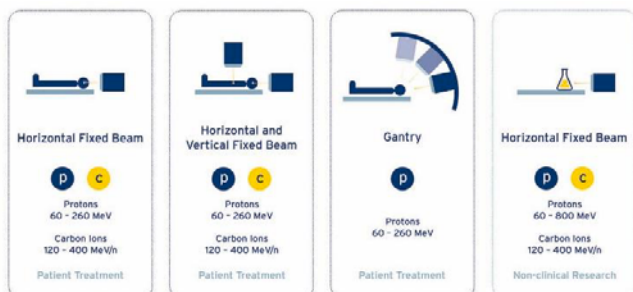 Horizontal Fixed Beam
p c
Protons
60 - 260 MeV
Carbon Ions
120 - 400 MeV/n
Patient Treatment
Horizontal and
Vertical Fixed Beam
p c
Protons
60 - 260 MeV
Carbon Ions
120 - 400 MeV/n
Patient Treatment
Gantry
p
Protons
60 - 260 MeV
Patient Treatment
Horizontal Fixed Beam
p c
Protons
60 - 800 MeV
Carbon Ions
120 - 400 MeV/n
Non-clinical Research